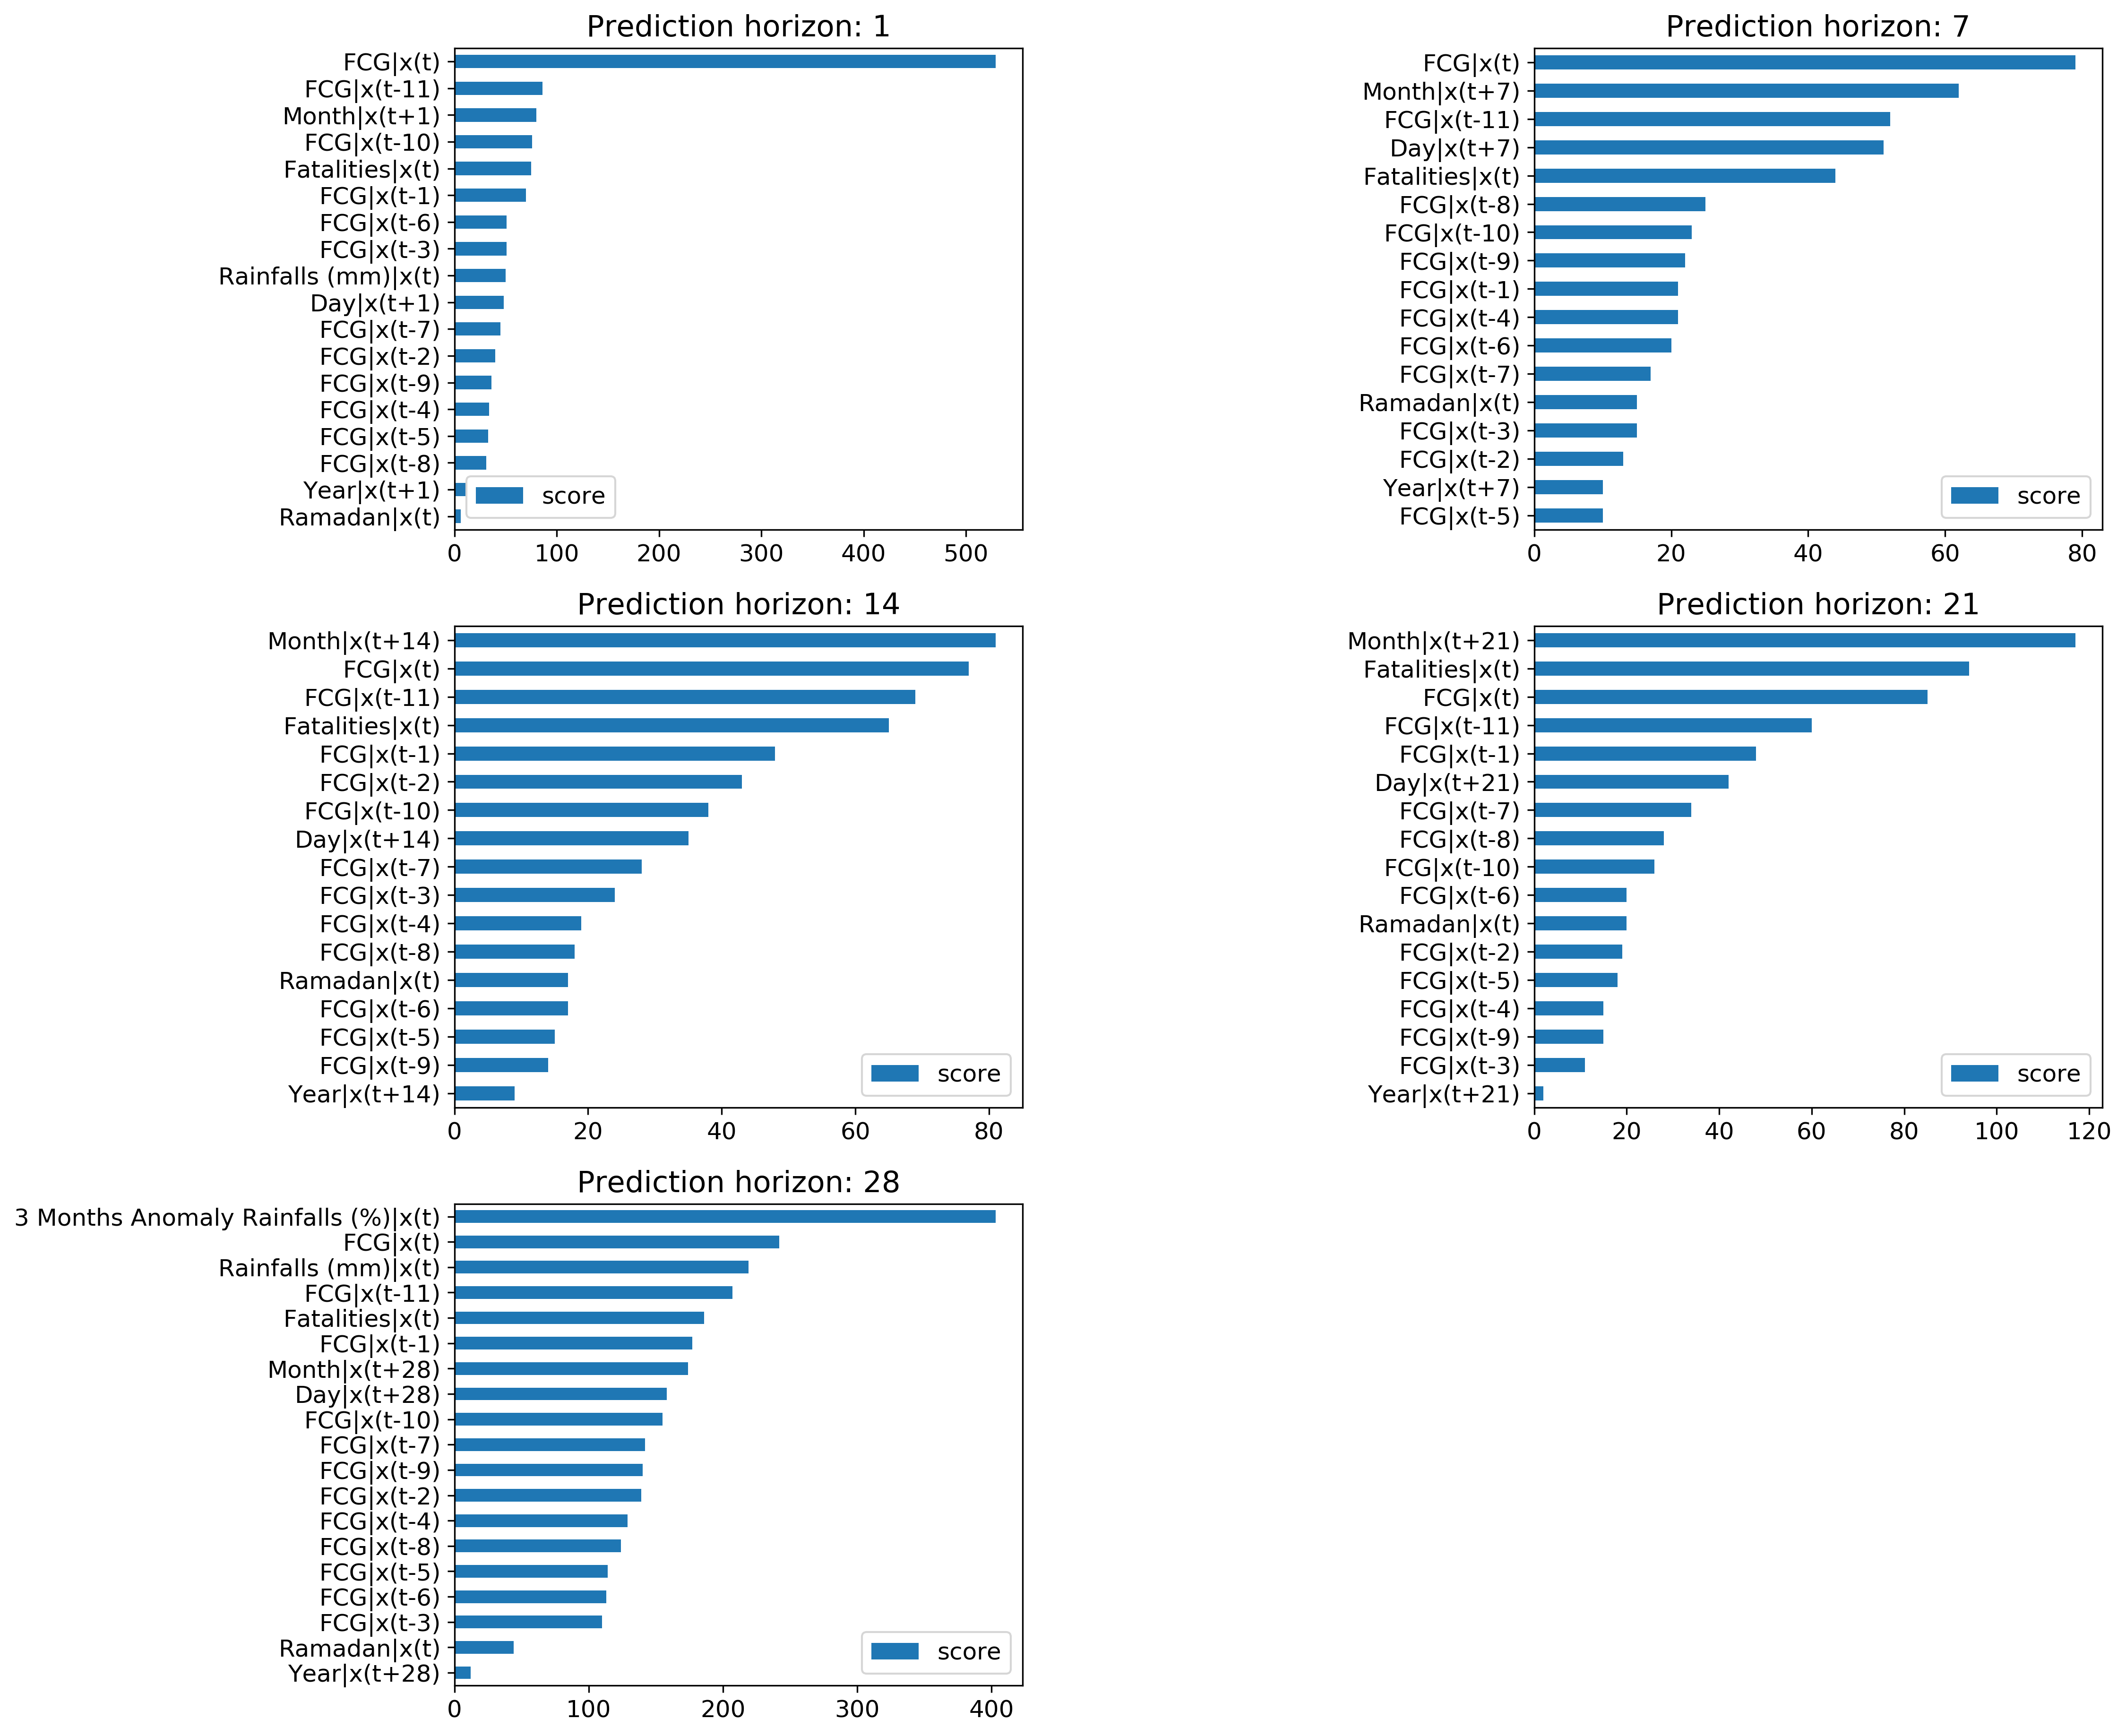 Prediction horizon: 1
FCG|x(t)
FCG|x(t-11)
Month|x(t+1)
FCG|x(t-10)
Fatalities|x(t)
FCG|x(t-1)
FCG|x(t-6)
FCG|x(t-3)
Rainfalls (mm)|x(t)
Day|x(t+1)
FCG|x(t-7)
FCG|x(t-2)
FCG|x(t-9)
FCG|x(t-4)
FCG|x(t-5)
FCG|x(t-8)
Year|x(t+1)
Ramadan|x(t)
score
0 100 200 300 400 500
Prediction horizon: 7
FCG|x(t)
Month|x(t+7)
FCG|x(t-11)
Day|x(t+7)
Fatalities|x(t)
FCG|x(t-8)
FCG|x(t-10)
FCG|x(t-9)
FCG|x(t-1)
FCG|x(t-4)
FCG|x(t-6)
FCG|x(t-7)
Ramadan|x(t)
FCG|x(t-3)
FCG|x(t-2)
Year|x(t+7)
FCG|x(t-5)
score
0 20 40 60 80
Prediction horizon: 14
Month|x(t+14)
FCG|x(t)
FCG|x(t-11)
Fatalities|x(t)
FCG|x(t-1)
FCG|x(t-2)
FCG|x(t-10)
Day|x(t+14)
FCG|x(t-7)
FCG|x(t-3)
FCG|x(t-4)
FCG|x(t-8)
Ramadan|x(t)
FCG|x(t-6)
FCG|x(t-5)
FCG|x(t-9)
Year|x(t+14)
score
0 20 40 60 80
Prediction horizon: 21
Month|x(t+21)
Fatalities|x(t)
FCG|x(t)
FCG|x(t-11)
FCG|x(t-1)
Day|x(t+21)
FCG|x(t-7)
FCG|x(t-8)
FCG|x(t-10)
FCG|x(t-6)
Ramadan|x(t)
FCG|x(t-2)
FCG|x(t-5)
FCG|x(t-4)
FCG|x(t-9)
FCG|x(t-3)
Year|x(t+21)
score
0 20 40 60 80 100 120
Prediction horizon: 28
3 Months Anomaly Rainfalls (%)|x(t)
FCG|x(t)
Rainfalls (mm)|x(t)
FCG|x(t-11)
Fatalities|x(t)
FCG|x(t-1)
Month|x(t+28)
Day|x(t+28)
FCG|x(t-10)
FCG|x(t-7)
FCG|x(t-9)
FCG|x(t-2)
FCG|x(t-4)
FCG|x(t-8)
FCG|x(t-5)
FCG|x(t-6)
FCG|x(t-3)
Ramadan|x(t)
Year|x(t+28)
score
0 100 200 300 400